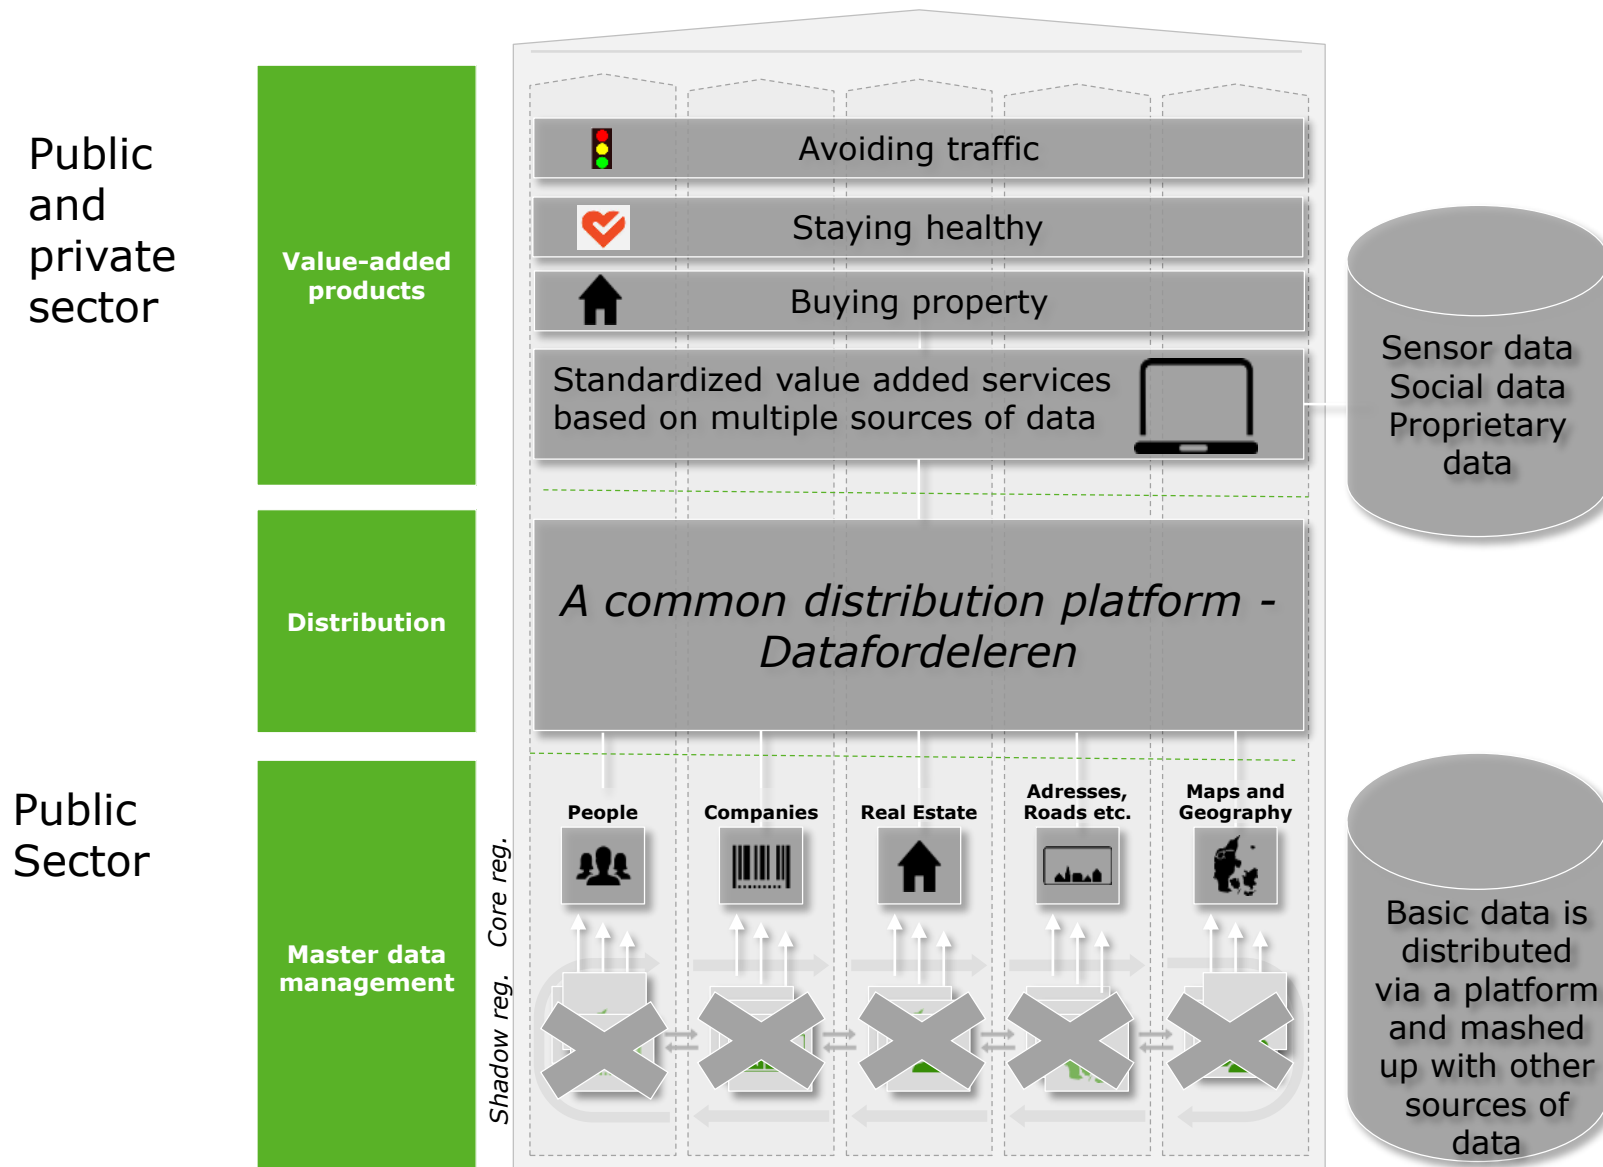 Public
and
private
sector
Value-added
products
Avoiding traffic
Staying healthy
Buying property
Standardized value added services
based on multiple sources of data
Sensor data
Social data
Proprietary
data
Distribution
A common distribution platform -
Datafordeleren
Public
Sector
Master data
management
Core reg.
Shadow reg.
People
Companies
Real Estate
Adresses,
Roads etc.
Maps and
Geography
Basic data is
distributed
via a platform
and mashed
up with other
sources of
data